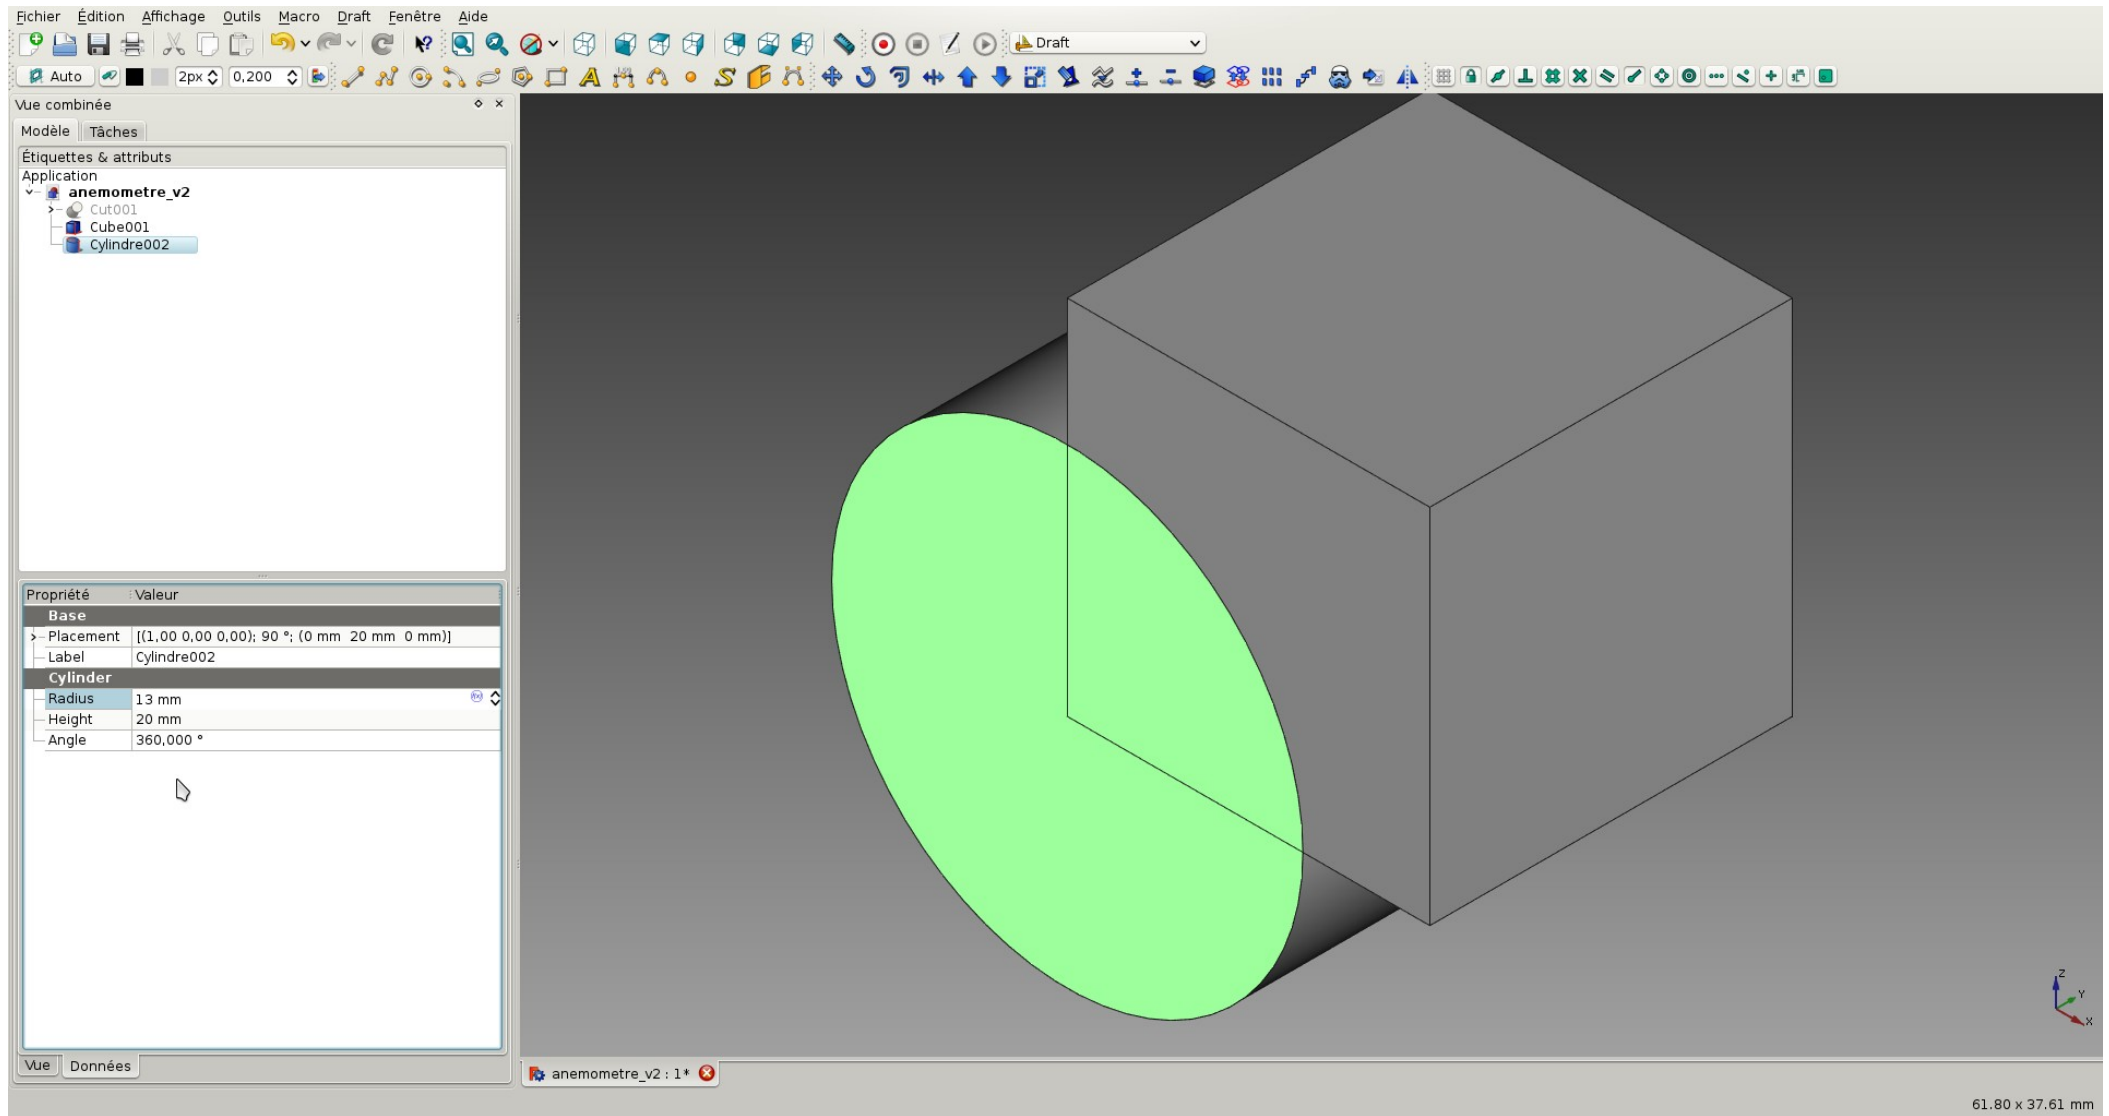 Fichier Édition Affichage Outils Macro Draft Fenêtre Aide
Draft
Auto 2px 0,200
Vue combinée
Modèle Tâches
Étiquettes & attributs
Application
anemometre_v2
Cut001
Cube001
Cylindre002
Propriété Valeur
Base
Placement [(1,00 0,00 0,00); 90 °; (0 mm 20 mm 0 mm)]
Label Cylindre002
Cylinder
Radius 13 mm
Height 20 mm
Angle 360,000 °
Z
Y
X
Vue Données
anemometre_v2 : 1*
61.80 x 37.61 mm